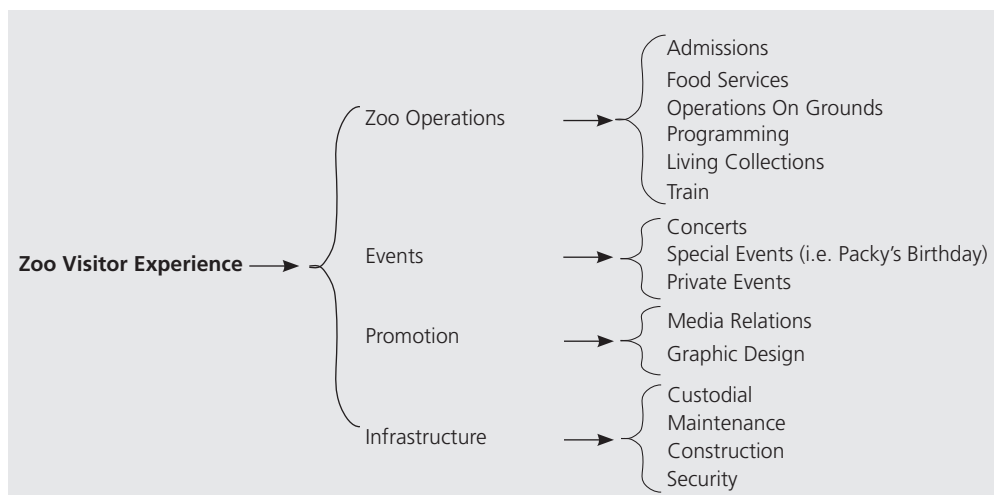 Zoo Visitor Experience
Zoo Operations
Admissions
Food Services
Operations On Grounds
Programming
Living Collections
Train
Events
Concerts
Special Events (i.e. Packy's Birthday)
Private Events
Promotion
Media Relations
Graphic Design
Infrastructure
Custodial
Maintenance
Construction
Security